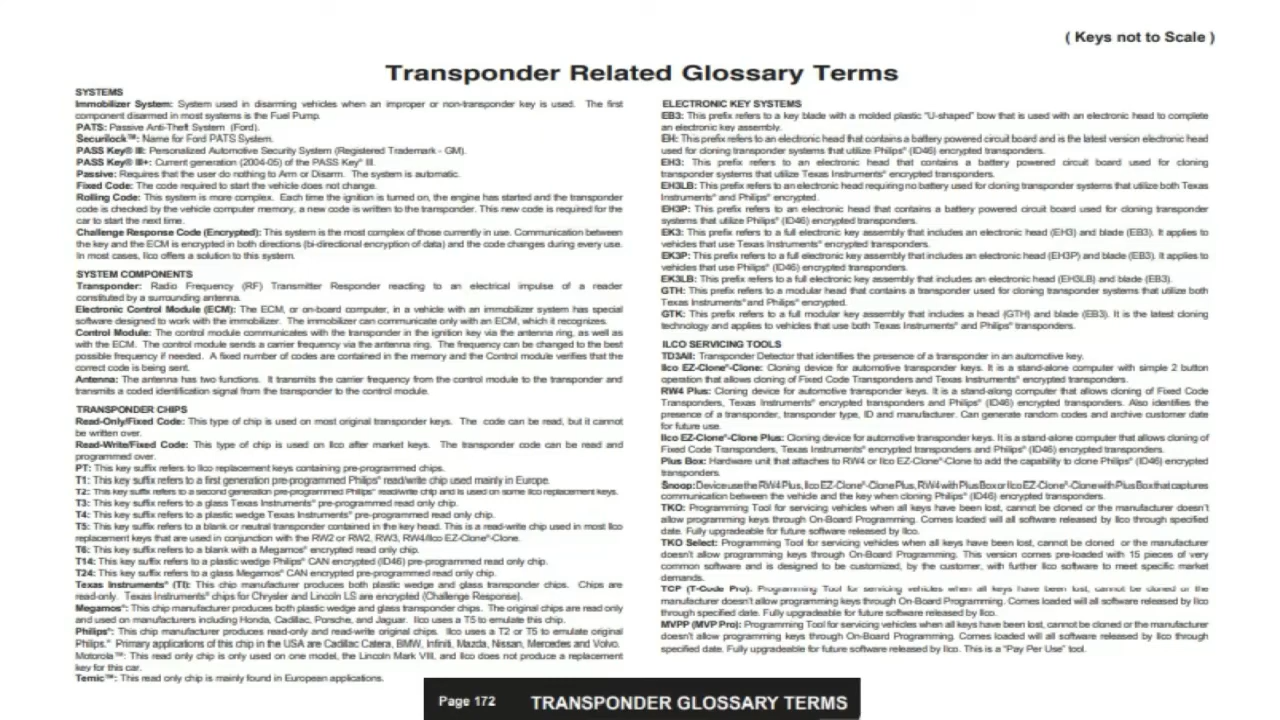 ( Keys not to Scale )
Transponder Related Glossary Terms
SYSTEMS
Immobilizer System: System used in disarming vehicles when an improper or non-transponder key is used. The first
component disarmed in most systems is the Fuel Pump.
PATS: Passive Anti-Theft System (Ford).
Securilock™: Name for Ford PATS System.
PASS Key® III: Personalized Automotive Security System (Registered Trademark - GM).
PASS Key® III+: Current generation (2004-05) of the PASS Key® III.
Passive: Requires that the user do nothing to Arm or Disarm. The system is automatic.
Fixed Code: The code required to start the vehicle does not change.
Rolling Code: This system is more complex. Each time the ignition is turned on, the engine has started and the transponder
code is checked by the vehicle computer memory, a new code is written to the transponder. This new code is required for the
car to start the next time.
Challenge Response Code (Encrypted): This system is the most complex of those currently in use. Communication between
the key and the ECM is encrypted in both directions (bi-directional encryption of data) and the code changes during every use.
In most cases, Ilco offers a solution to this system.
SYSTEM COMPONENTS
Transponder: Radio Frequency (RF) Transmitter Responder reacting to an electrical impulse of a reader
constituted by a surrounding antenna.
Electronic Control Module (ECM): The ECM, or on-board computer, in a vehicle with an immobilizer system has special
software designed to work with the immobilizer. The immobilizer can communicate only with an ECM, which it recognizes.
Control Module: The control module communicates with the transponder in the ignition key via the antenna ring, as well as
with the ECM. The control module sends a carrier frequency via the antenna ring. The frequency can be changed to the best
possible frequency if needed. A fixed number of codes are contained in the memory and the Control module verifies that the
correct code is being sent.
Antenna: The antenna has two functions. It transmits the carrier frequency from the control module to the transponder and
transmits a coded identification signal from the transponder to the control module.
TRANSPONDER CHIPS
Read-Only/Fixed Code: This type of chip is used on most original transponder keys. The code can be read, but it cannot
be written over.
Read-Write/Fixed Code: This type of chip is used on Ilco after market keys. The transponder code can be read and
programmed over.
PT: This key suffix refers to Ilco replacement keys containing pre-programmed chips.
T1: This key suffix refers to a first generation pre-programmed Philips® read/write chip used mainly in Europe.
T2: This key suffix refers to a second generation pre-programmed Philips® read/write chip and is used on some Ilco replacement keys.
T3: This key suffix refers to a glass Texas Instruments® pre-programmed read only chip.
T4: This key suffix refers to a plastic wedge Texas Instruments® pre-programmed read only chip.
T5: This key suffix refers to a blank or neutral transponder contained in the key head. This is a read-write chip used in most Ilco
replacement keys that are used in conjunction with the RW2 or RW2, RW3, RW4/Ilco EZ-Clone®-Clone.
T6: This key suffix refers to a blank with a Megamos® encrypted read only chip.
T14: This key suffix refers to a plastic wedge Philips® CAN encrypted (ID46) pre-programmed read only chip.
T24: This key suffix refers to a glass Megamos® CAN encrypted pre-programmed read only chip.
Texas Instruments® (TI): This chip manufacturer produces both plastic wedge and glass transponder chips. Chips are
read-only. Texas Instruments® chips for Chrysler and Lincoln LS are encrypted (Challenge Response).
Megamos®: This chip manufacturer produces both plastic wedge and glass transponder chips. The original chips are read only
and used on manufacturers including Honda, Cadillac, Porsche, and Jaguar. Ilco uses a T5 to emulate this chip.
Philips®: This chip manufacturer produces read-only and read-write original chips. Ilco uses a T2 or T5 to emulate original
Philips.® Primary applications of this chip in the USA are Cadillac Catera, BMW, Infiniti, Mazda, Nissan, Mercedes and Volvo.
Motorola™: This read only chip is only used on one model, the Lincoln Mark VIII, and Ilco does not produce a replacement
key for this car.
Temic™: This read only chip is mainly found in European applications.
ELECTRONIC KEY SYSTEMS
EB3: This prefix refers to a key blade with a molded plastic "U-shaped" bow that is used with an electronic head to complete
an electronic key assembly.
EH: This prefix refers to an electronic head that contains a battery powered circuit board and is the latest version electronic head
used for cloning transponder systems that utilize Philips® (ID46) encrypted transponders.
EH3: This prefix refers to an electronic head that contains a battery powered circuit board used for cloning
transponder systems that utilize Texas Instruments® encrypted transponders.
EH3LB: This prefix refers to an electronic head requiring no battery used for cloning transponder systems that utilize both Texas
Instruments® and Philips® encrypted.
EH3P: This prefix refers to an electronic head that contains a battery powered circuit board used for cloning transponder
systems that utilize Philips® (ID46) encrypted transponders.
EK3: This prefix refers to a full electronic key assembly that includes an electronic head (EH3) and blade (EB3). It applies to
vehicles that use Texas Instruments® encrypted transponders.
EK3P: This prefix refers to a full electronic key assembly that includes an electronic head (EH3P) and blade (EB3). It applies to
vehicles that use Philips® (ID46) encrypted transponders.
EK3LB: This prefix refers to a full electronic key assembly that includes an electronic head (EH3LB) and blade (EB3).
GTH: This prefix refers to a modular head that contains a transponder used for cloning transponder systems that utilize both
Texas Instruments® and Philips® encrypted.
GTK: This prefix refers to a full modular key assembly that includes a head (GTH) and blade (EB3). It is the latest cloning
technology and applies to vehicles that use both Texas Instruments® and Philips® transponders.
ILCO SERVICING TOOLS
TD3All: Transponder Detector that identifies the presence of a transponder in an automotive key.
Ilco EZ-Clone®-Clone: Cloning device for automotive transponder keys. It is a stand-alone computer with simple 2 button
operation that allows cloning of Fixed Code Transponders and Texas Instruments® encrypted transponders.
RW4 Plus: Cloning device for automotive transponder keys. It is a stand-along computer that allows cloning of Fixed Code
Transponders, Texas Instruments® encrypted transponders and Philips® (ID46) encrypted transponders. Also identifies the
presence of a transponder, transponder type, ID and manufacturer. Can generate random codes and archive customer date
for future use.
Ilco EZ-Clone®-Clone Plus: Cloning device for automotive transponder keys. It is a stand-alone computer that allows cloning of
Fixed Code Transponders, Texas Instruments® encrypted transponders and Philips® (ID46) encrypted transponders.
Plus Box: Hardware unit that attaches to RW4 or Ilco EZ-Clone®-Clone to add the capability to clone Philips® (ID46) encrypted
transponders.
Snoop: Device use the RW4 Plus, Ilco EZ-Clone®-Clone Plus, RW4 with Plus Box or Ilco EZ-Clone®-Clone with Plus Box that captures
communication between the vehicle and the key when cloning Philips® (ID46) encrypted transponders.
TKO: Programming Tool for servicing vehicles when all keys have been lost, cannot be cloned or the manufacturer doesn't
allow programming keys through On-Board Programming. Comes loaded will all software released by Ilco through specified
date. Fully upgradeable for future software released by Ilco.
TKO Select: Programming Tool for servicing vehicles when all keys have been lost, cannot be cloned or the manufacturer
doesn't allow programming keys through On-Board Programming. This version comes pre-loaded with 15 pieces of very
common software and is designed to be customized, by the customer, with further Ilco software to meet specific market
demands.
TCP (T-Code Pro): Programming Tool for servicing vehicles when all keys have been lost, cannot be cloned or the
manufacturer doesn't allow programming keys through On-Board Programming. Comes loaded will all software released by Ilco
through specified date. Fully upgradeable for future software released by Ilco.
MVPP (MVP Pro): Programming Tool for servicing vehicles when all keys have been lost, cannot be cloned or the manufacturer
doesn't allow programming keys through On-Board Programming. Comes loaded will all software released by Ilco through
specified date. Fully upgradeable for future software released by Ilco. This is a "Pay Per Use" tool.
Page 172 TRANSPONDER GLOSSARY TERMS